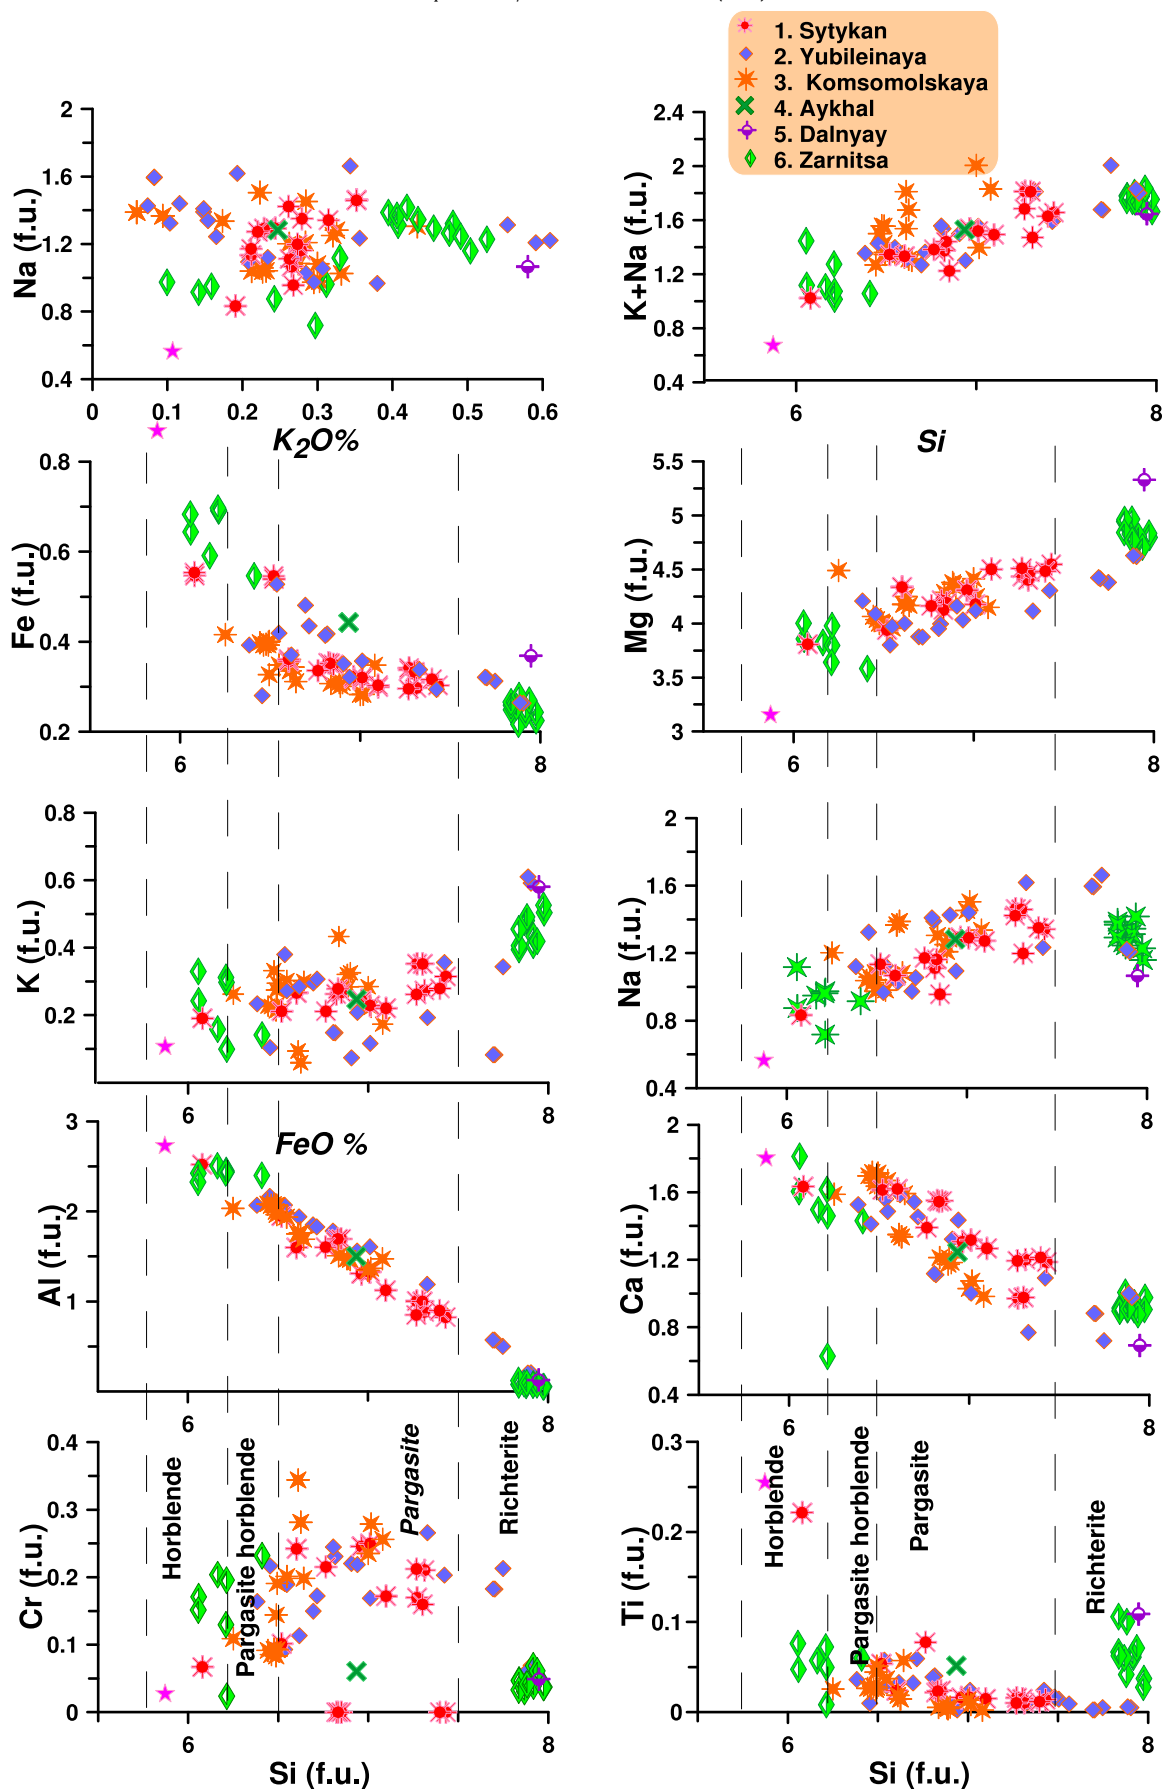 1. Sytykan
2. Yubileinaya
3. Komsomolskaya
4. Aykhal
5. Dalnyay
6. Zarnitsa
Na (f.u.)
2
1.6
1.2
0.8
0.4
0
0.1
0.2
0.3
0.4
0.5
0.6
K2O%
K+Na (f.u.)
2.4
2
1.6
1.2
0.8
0.4
6
8
Si
Fe (f.u.)
0.8
0.6
0.4
0.2
6
8
Mg (f.u.)
5.5
5
4.5
4
3.5
3
6
8
K (f.u.)
0.8
0.6
0.4
0.2
6
8
Na (f.u.)
2
1.6
1.2
0.8
0.4
6
8
FeO %
Al (f.u.)
3
2
1
6
8
Ca (f.u.)
2
1.6
1.2
0.8
0.4
6
8
Cr (f.u.)
0.4
0.3
0.2
0.1
0
6
8
Horblende
Pargasite horblende
Pargasite
Richterite
Si (f.u.)
Ti (f.u.)
0.3
0.2
0.1
0
6
8
Horblende
Pargasite horblende
Pargasite
Richterite
Si (f.u.)